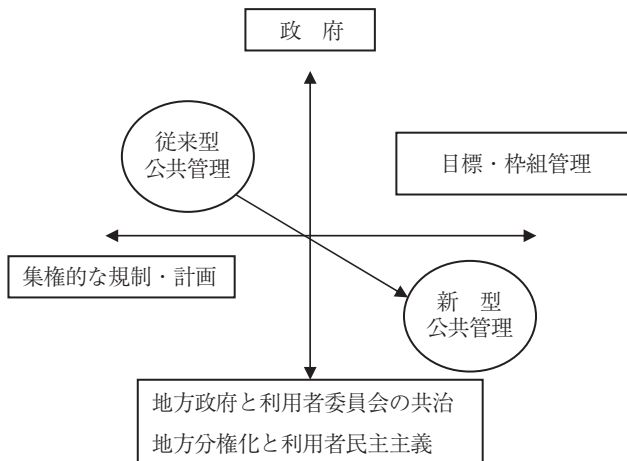 政　府
従来型
公共管理
目標・枠組管理
集権的な規制・計画
新　型
公共管理
地方政府と利用者委員会の共治
地方分権化と利用者民主主義